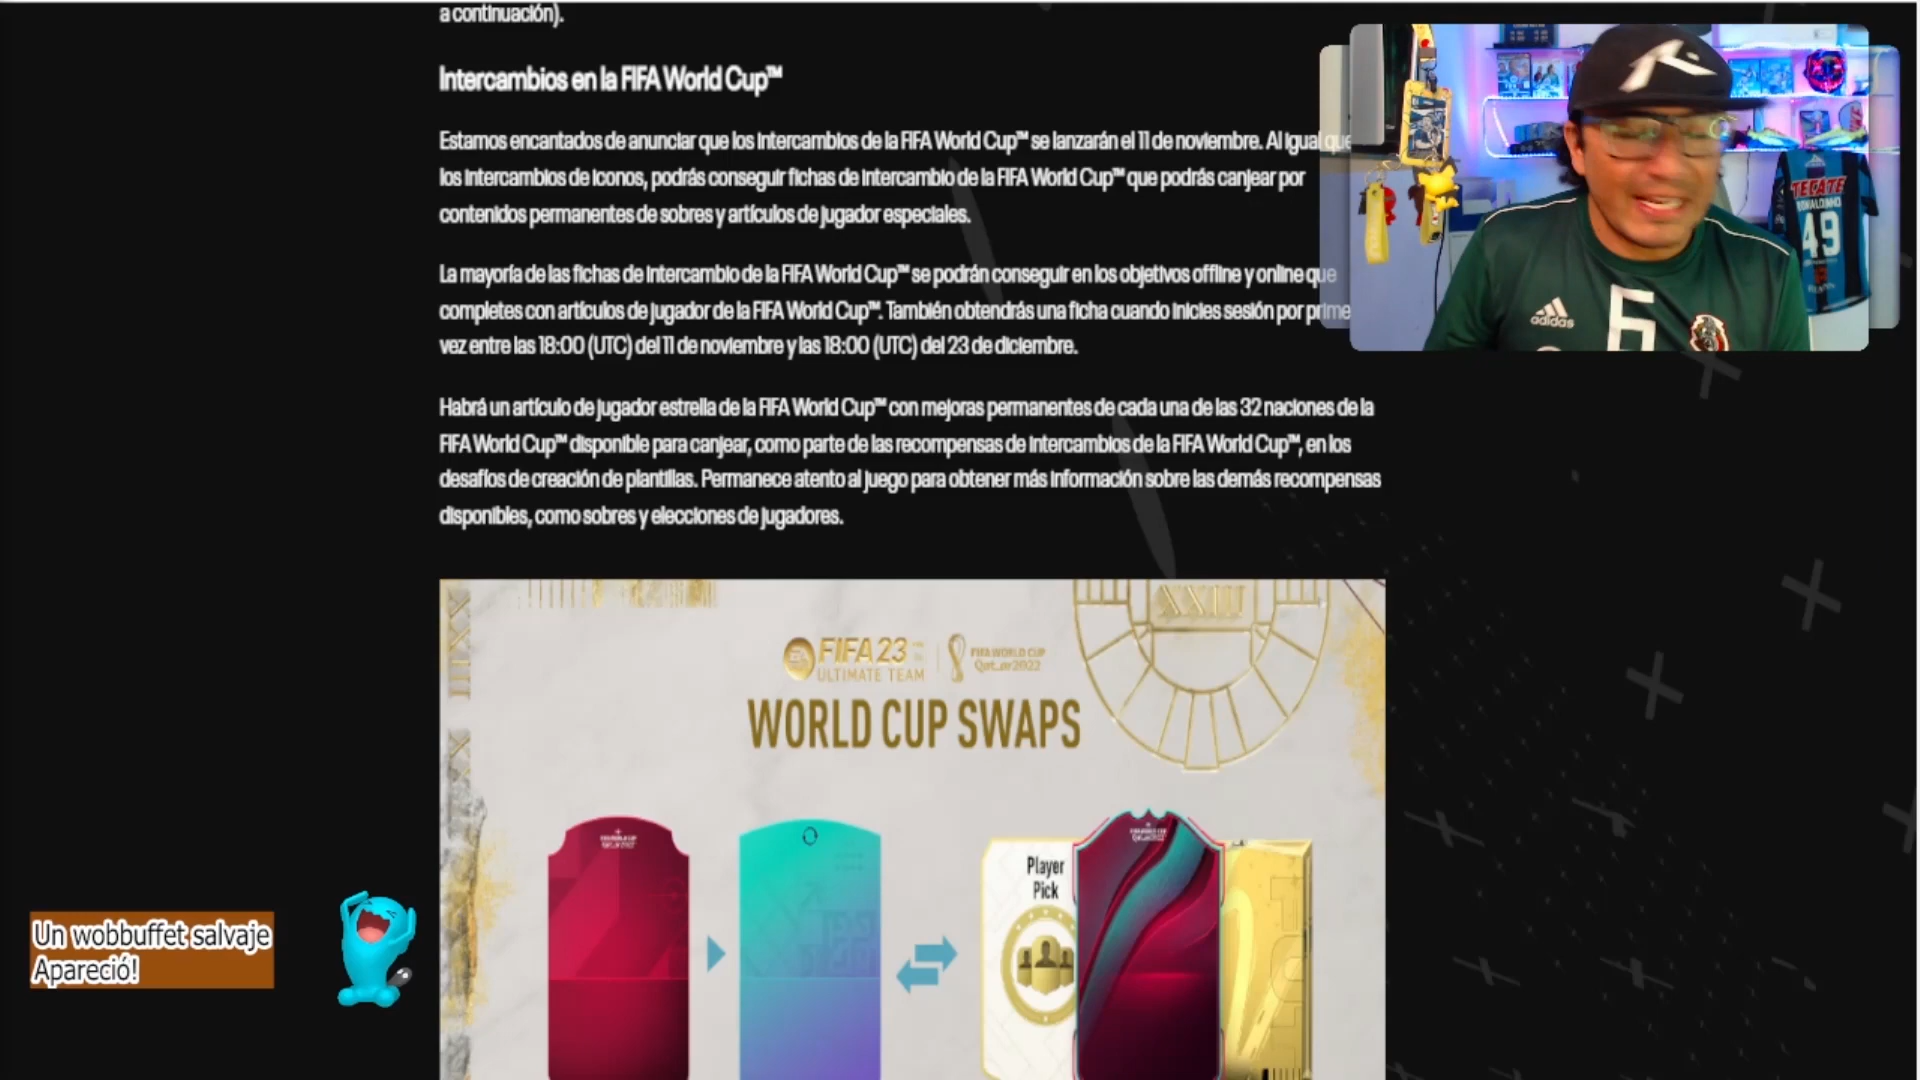 a continuación).
Intercambios en la FIFA World Cup™
Estamos encantados de anunciar que los intercambios de la FIFA World Cup™ se lanzarán el 11 de noviembre. Al igual que
los intercambios de iconos, podrás conseguir fichas de intercambio de la FIFA World Cup™ que podrás canjear por
contenidos permanentes de sobres y artículos de jugador especiales.
La mayoría de las fichas de intercambio de la FIFA World Cup™ se podrán conseguir en los objetivos offline y online que
completes con artículos de jugador de la FIFA World Cup™. También obtendrás una ficha cuando inicies sesión por prime
vez entre las 18:00 (UTC) del 11 de noviembre y las 18:00 (UTC) del 23 de diciembre.
Habrá un artículo de jugador estrella de la FIFA World Cup™ con mejoras permanentes de cada una de las 32 naciones de la
FIFA World Cup™ disponible para canjear, como parte de las recompensas de intercambios de la FIFA World Cup™, en los
desafíos de creación de plantillas. Permanece atento al juego para obtener más información sobre las demás recompensas
disponibles, como sobres y elecciones de jugadores.
TECATE
RONALDINHO
49
adidas
6
XXIII
FIFA 23
ULTIMATE TEAM
FIFA WORLD CUP
Qatar2022
WORLD CUP SWAPS
Player
Pick
Un wobbuffet salvaje
Apareció!